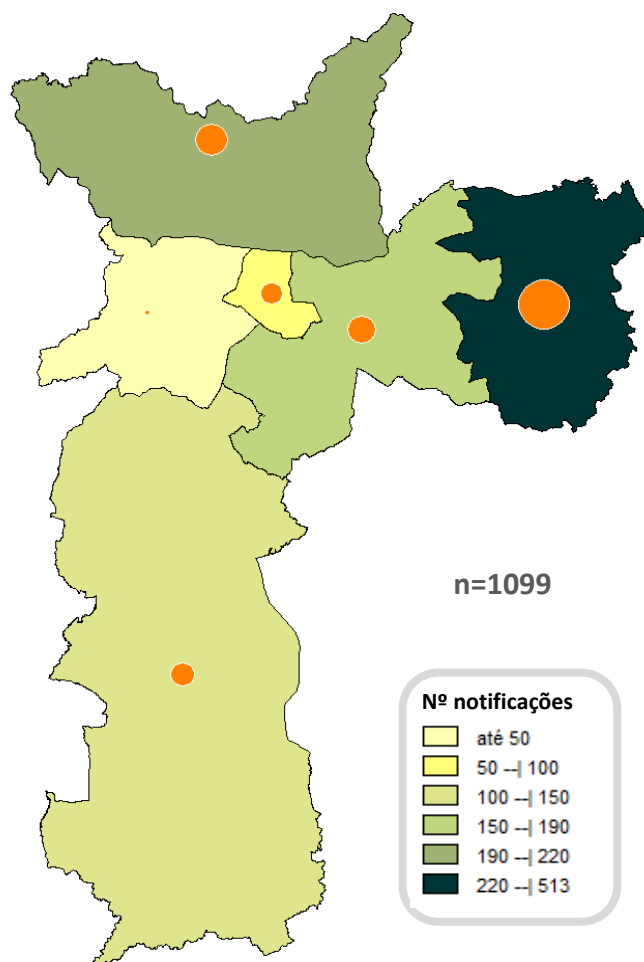 n=1099
Nº notificações
até 50
50 --| 100
100 --| 150
150 --| 190
190 --| 220
220 --| 513